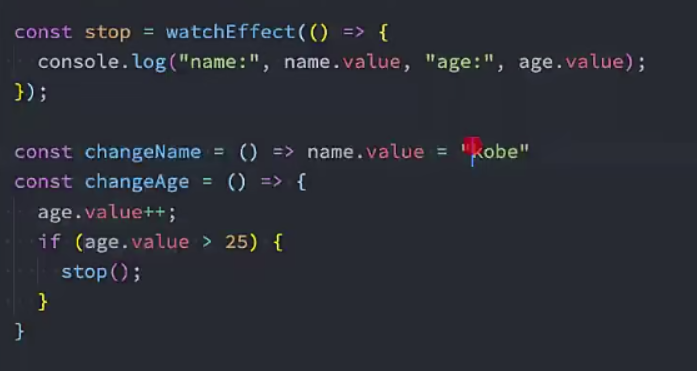 const stop = watchEffect(() => {
  console.log("name:", name.value, "age:", age.value);
});
const changeName = () => name.value = "kobe"
const changeAge = () => {
  age.value++;
  if (age.value > 25) {
    stop();
  }
}